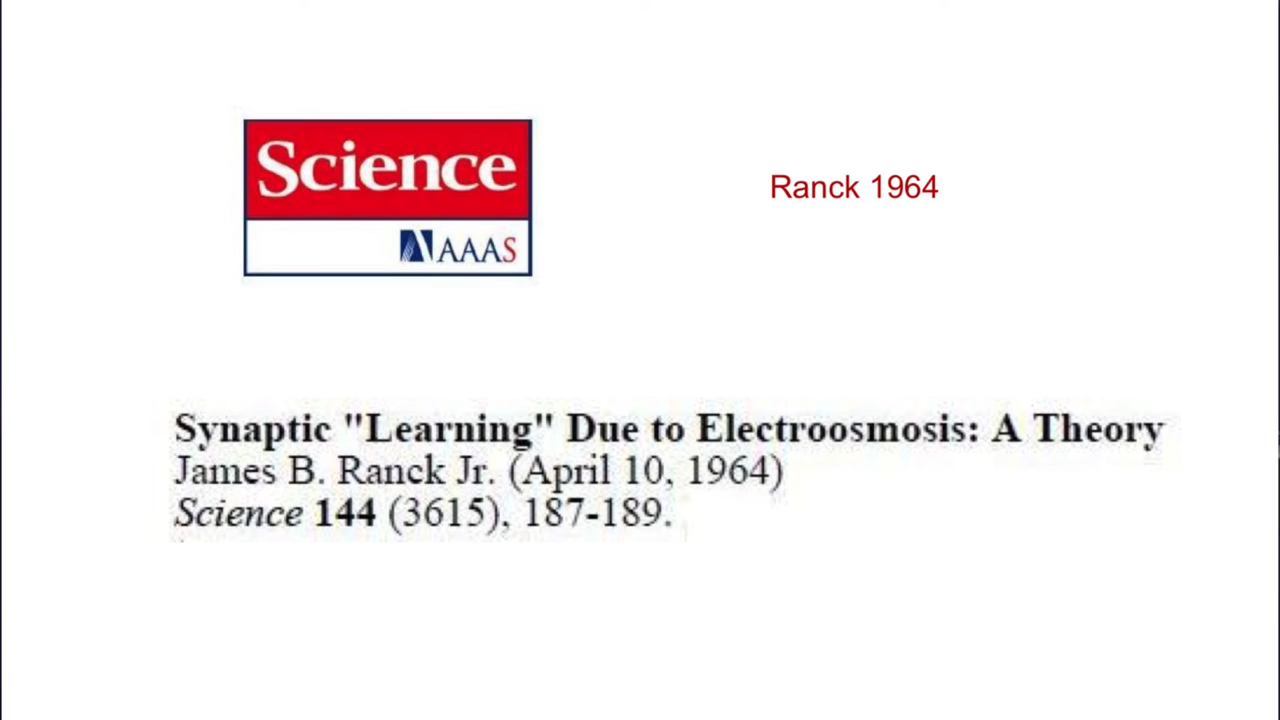 Science
AAAS
Ranck 1964
Synaptic "Learning" Due to Electroosmosis: A Theory
James B. Ranck Jr. (April 10, 1964)
Science 144 (3615), 187-189.